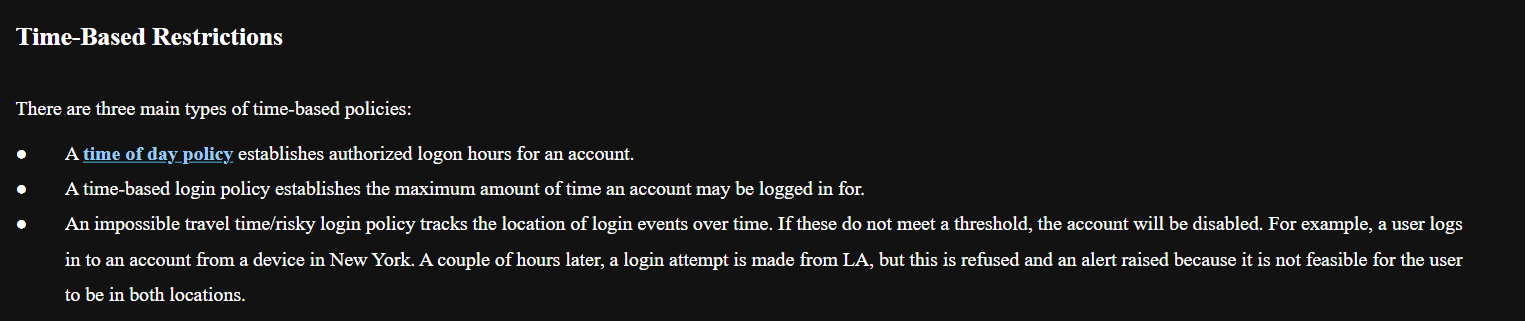 Time-Based Restrictions
There are three main types of time-based policies:
● A time of day policy establishes authorized logon hours for an account.
● A time-based login policy establishes the maximum amount of time an account may be logged in for.
● An impossible travel time/risky login policy tracks the location of login events over time. If these do not meet a threshold, the account will be disabled. For example, a user logs
in to an account from a device in New York. A couple of hours later, a login attempt is made from LA, but this is refused and an alert raised because it is not feasible for the user
to be in both locations.